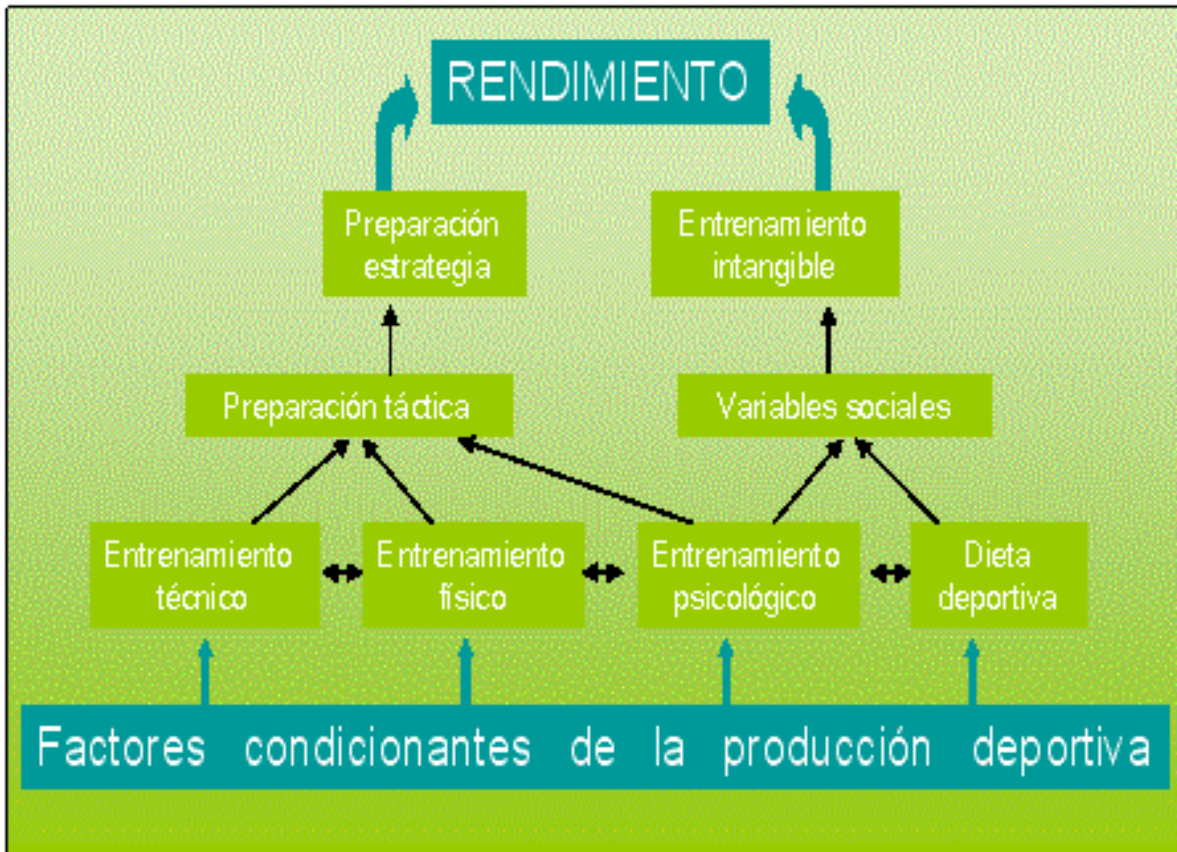 RENDIMIENTO
Preparación
estrategia
Entrenamiento
intangible
Preparación táctica
Variables sociales
Entrenamiento
técnico
Entrenamiento
físico
Entrenamiento
psicológico
Dieta
deportiva
Factores condicionantes de la producción deportiva